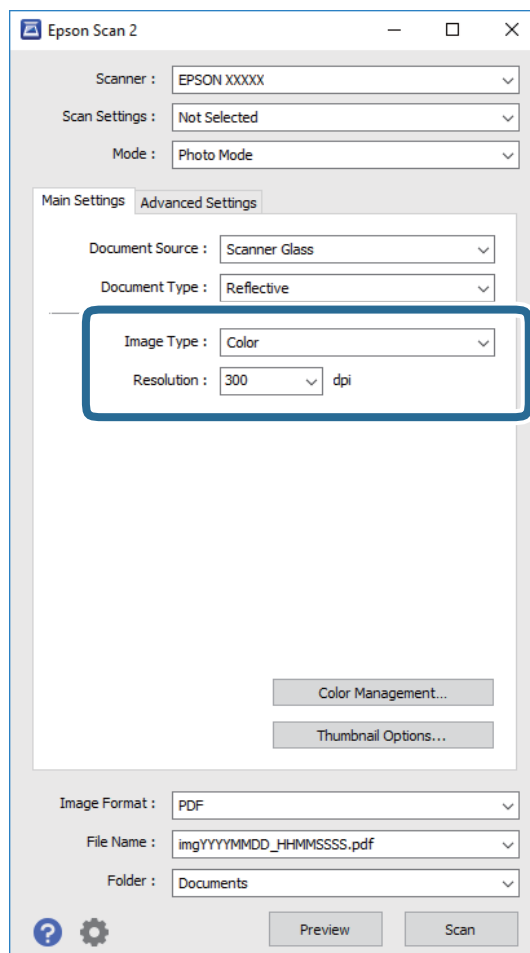 Epson Scan 2
Scanner : EPSON XXXXX
Scan Settings : Not Selected
Mode : Photo Mode
Main Settings Advanced Settings
Document Source : Scanner Glass
Document Type : Reflective
Image Type : Color
Resolution : 300 dpi
Color Management...
Thumbnail Options...
Image Format : PDF
File Name : imgYYYYMMDD_HHMMSSSS.pdf
Folder : Documents
? Preview Scan